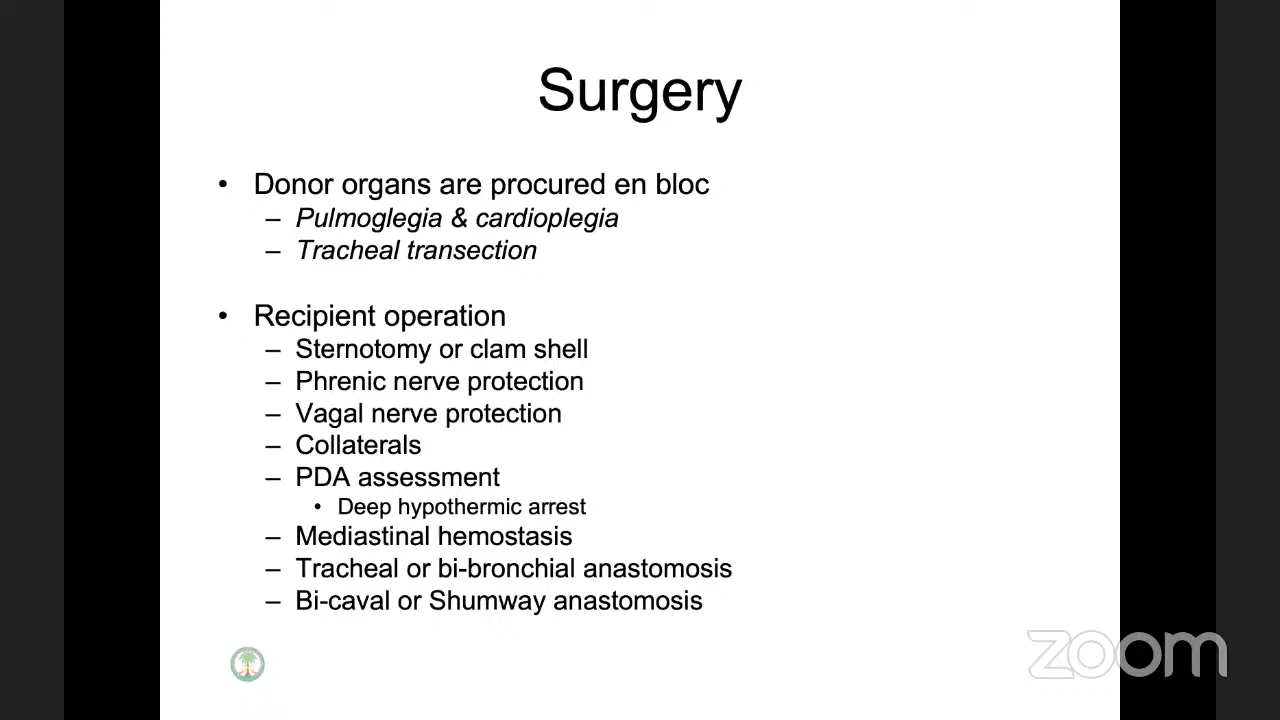 Surgery
• Donor organs are procured en bloc
– Pulmoglegia & cardioplegia
– Tracheal transection
• Recipient operation
– Sternotomy or clam shell
– Phrenic nerve protection
– Vagal nerve protection
– Collaterals
– PDA assessment
• Deep hypothermic arrest
– Mediastinal hemostasis
– Tracheal or bi-bronchial anastomosis
– Bi-caval or Shumway anastomosis
zoom